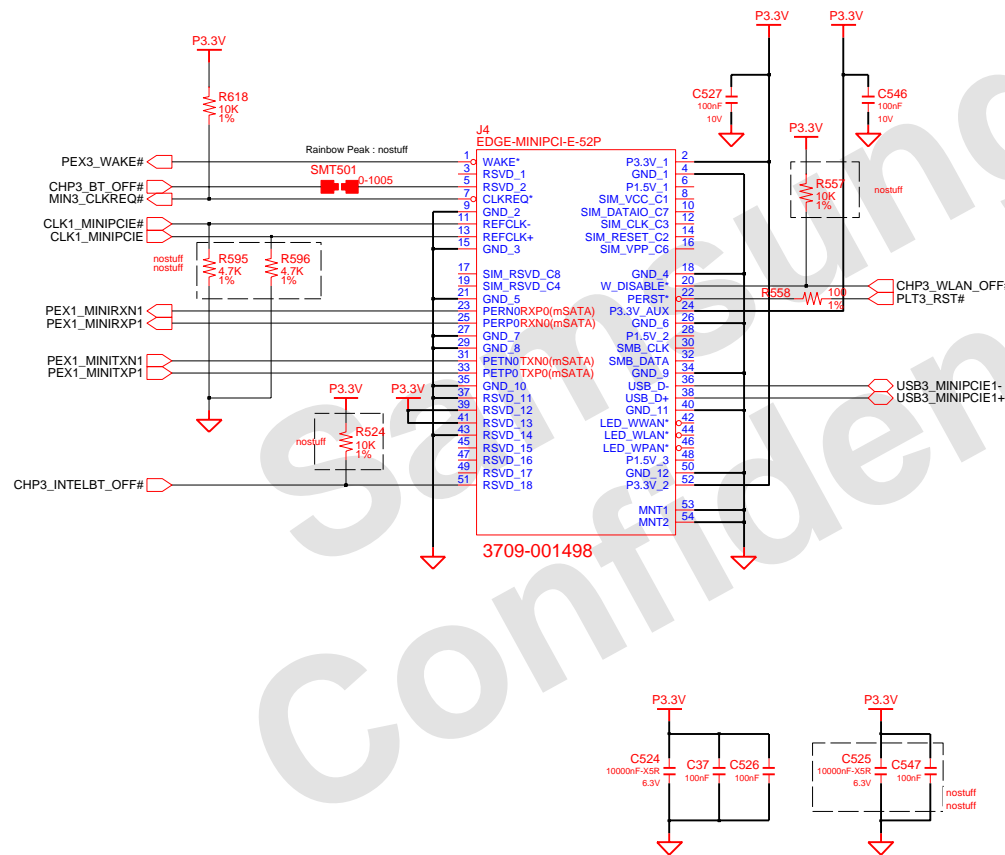 P3.3V
P3.3V
P3.3V
R618
10K
1%
C527
100nF
10V
C546
100nF
10V
P3.3V
R557
10K
1%
nostuff
J4
EDGE-MINIPCI-E-52P
Rainbow Peak : nostuff
SMT501
0-1005
PEX3_WAKE#
CHP3_BT_OFF#
MIN3_CLKREQ#
CLK1_MINIPCIE#
CLK1_MINIPCIE
nostuff
nostuff
R595
4.7K
1%
R596
4.7K
1%
PEX1_MINIRXN1
PEX1_MINIRXP1
PEX1_MINITXN1
PEX1_MINITXP1
P3.3V
P3.3V
nostuff
R524
10K
1%
CHP3_INTELBT_OFF#
1 WAKE* P3.3V_1 2
3 RSVD_1 GND_1 4
5 RSVD_2 P1.5V_1 6
7 CLKREQ* SIM_VCC_C1 8
9 GND_2 SIM_DATAIO_C7 10
11 REFCLK- SIM_CLK_C3 12
13 REFCLK+ SIM_RESET_C2 14
15 GND_3 SIM_VPP_C6 16
17 SIM_RSVD_C8 GND_4 18
19 SIM_RSVD_C4 W_DISABLE* 20
21 GND_5 PERST* 22
23 PERN0 RXP0(mSATA) P3.3V_AUX 24
25 PERP0 RXN0(mSATA) GND_6 26
27 GND_7 P1.5V_2 28
29 GND_8 SMB_CLK 30
31 PETN0 TXN0(mSATA) SMB_DATA 32
33 PETP0 TXP0(mSATA) GND_9 34
35 GND_10 USB_D- 36
37 RSVD_11 USB_D+ 38
39 RSVD_12 GND_11 40
41 RSVD_13 LED_WWAN* 42
43 RSVD_14 LED_WLAN* 44
45 RSVD_15 LED_WPAN* 46
47 RSVD_16 P1.5V_3 48
49 RSVD_17 GND_12 50
51 RSVD_18 P3.3V_2 52
MNT1 53
MNT2 54
3709-001498
R558
100
1%
CHP3_WLAN_OFF#
PLT3_RST#
USB3_MINIPCIE1-
USB3_MINIPCIE1+
P3.3V
C524
10000nF-X5R
6.3V
C37
100nF
C526
100nF
P3.3V
C525
10000nF-X5R
6.3V
C547
100nF
nostuff
nostuff
Samsung
Confiden